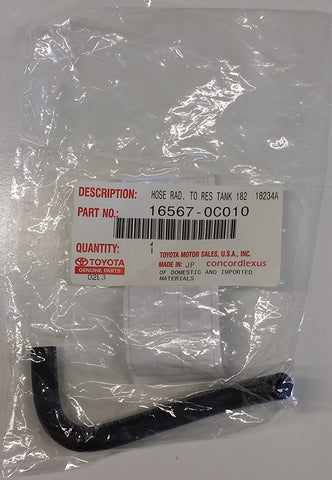 DESCRIPTION: HOSE RAD. TO RES TANK 182 18234A
PART NO.: 16567-0C010
QUANTITY: 1
TOYOTA
GENUINE PARTS
02L3
TOYOTA MOTOR SALES, U.S.A., INC.
MADE IN: JP concordlexus
OF DOMESTIC AND IMPORTED
MATERIALS